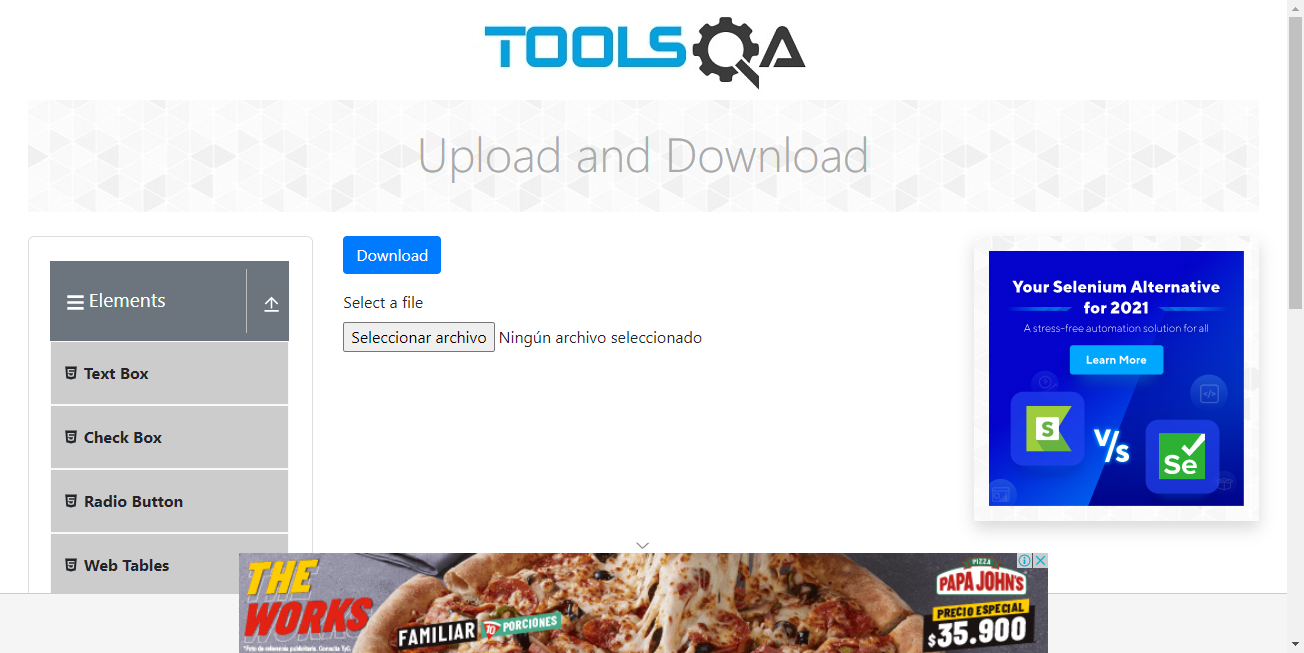 TOOLSQA
Upload and Download
Elements
Text Box
Check Box
Radio Button
Web Tables
Download
Select a file
Seleccionar archivo Ningún archivo seleccionado
Your Selenium Alternative
for 2021
A stress-free automation solution for all
Learn More
S
V/s
Se
THE
WORKS
*Foto de referencia publicitaria. Consulta TyC.
FAMILIAR 10 PORCIONES
PIZZA
PAPA JOHN'S
PRECIO ESPECIAL
$35.900